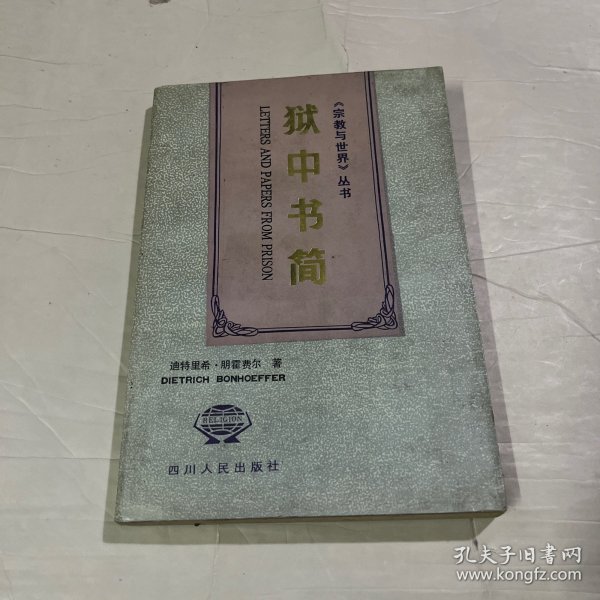 《宗教与世界》丛书
狱中书简
LETTERS AND PAPERS FROM PRISON
迪特里希·朋霍费尔 著
DIETRICH BONHOEFFER
RELIGION
四川人民出版社
孔夫子旧书网
www.kongfz.com